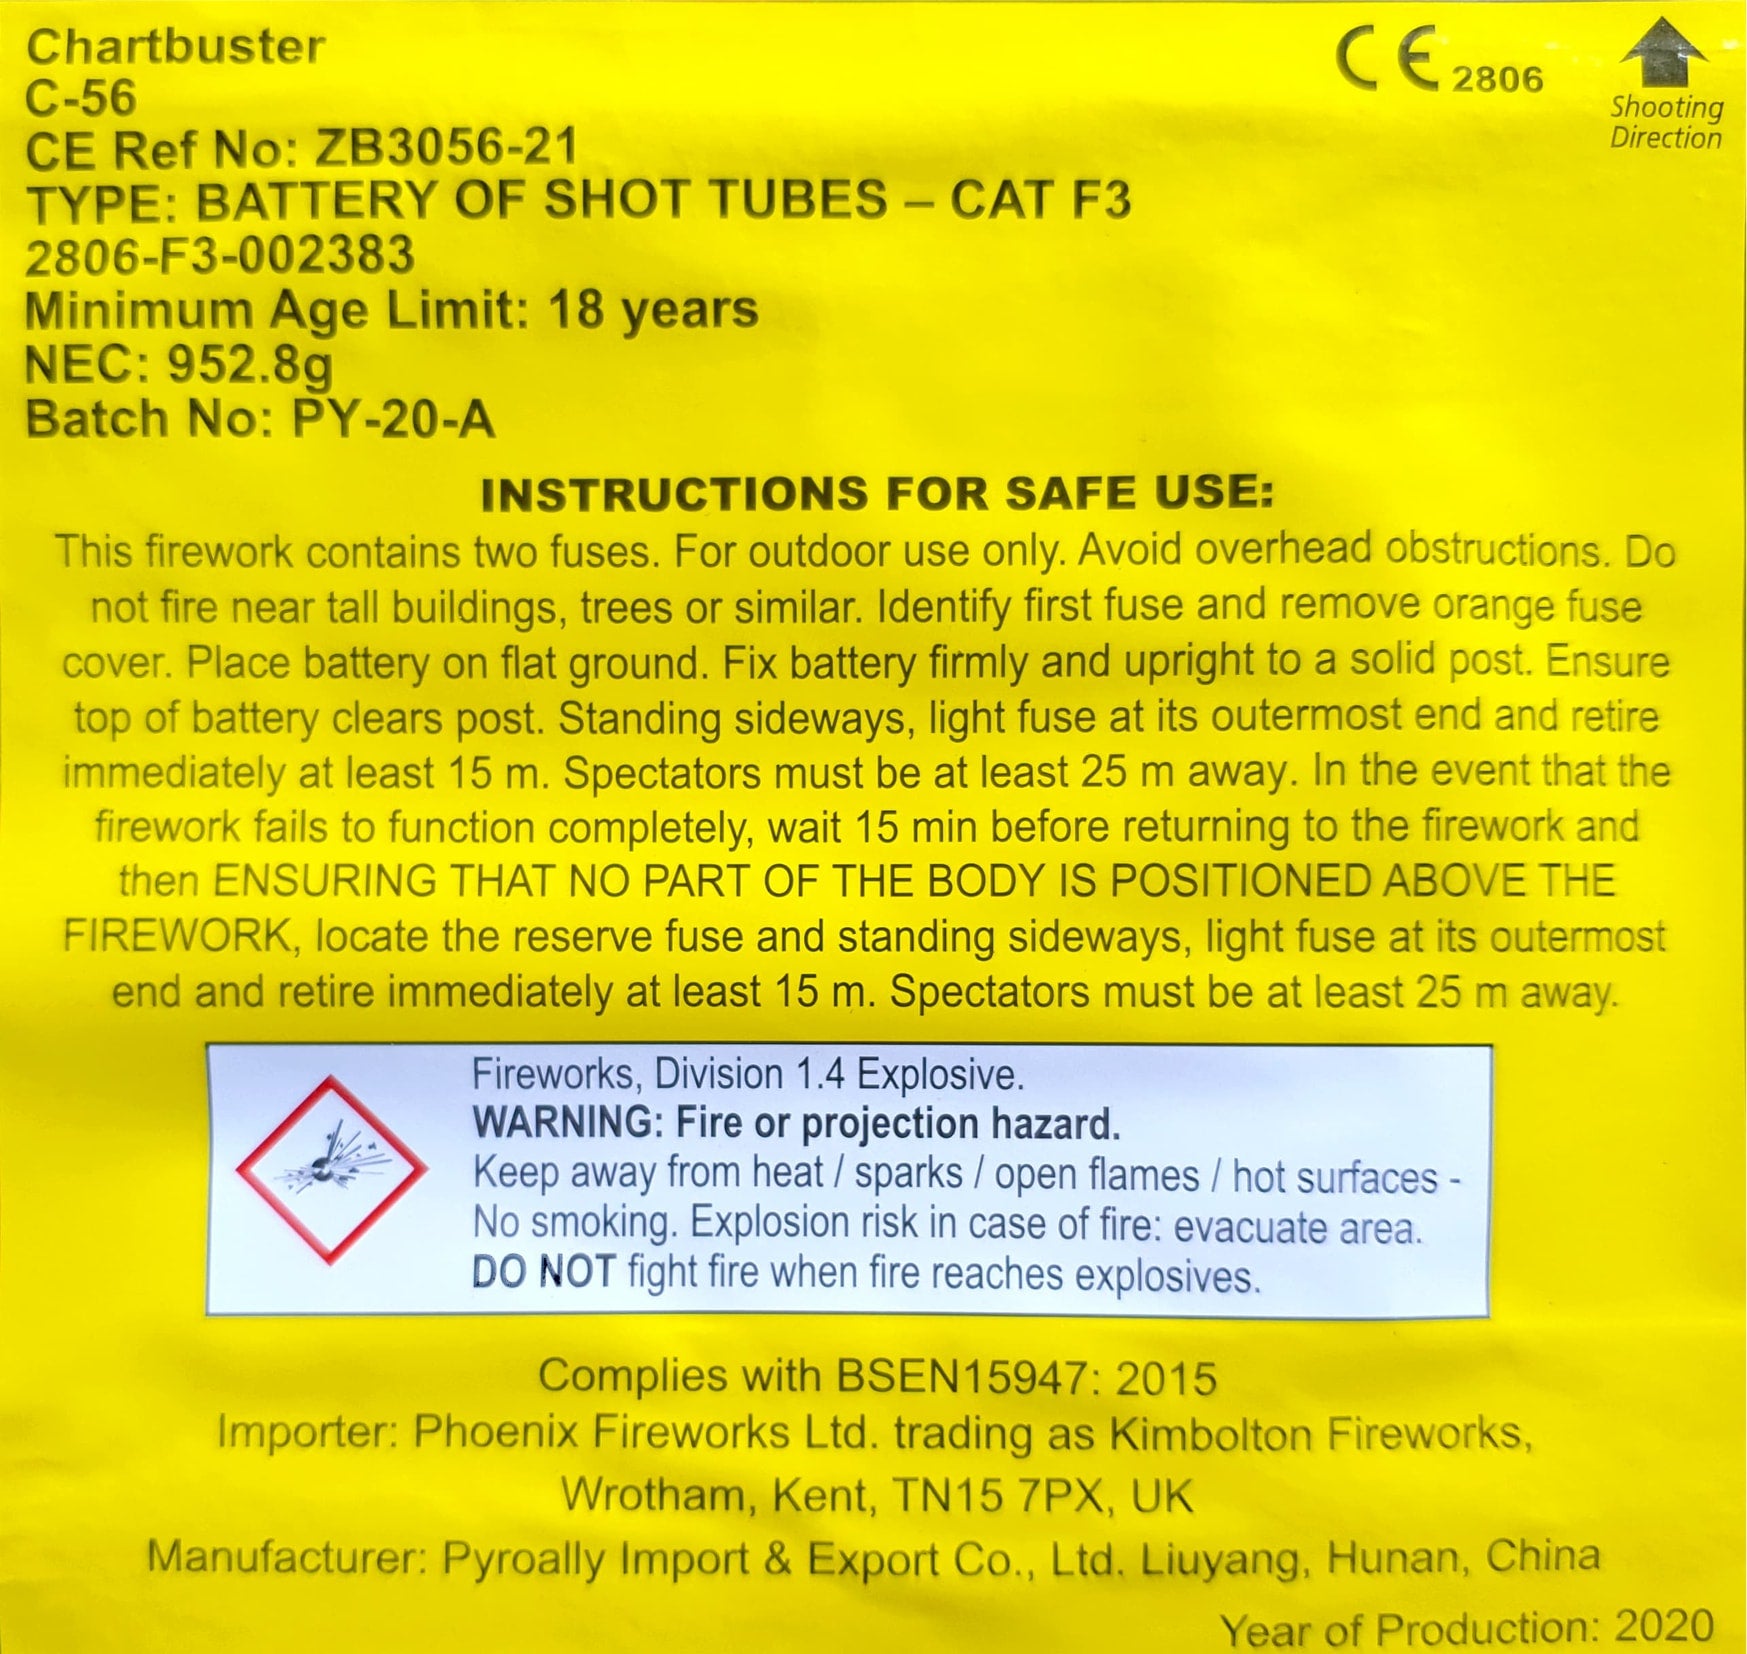 Chartbuster
C-56
CE Ref No: ZB3056-21
TYPE: BATTERY OF SHOT TUBES – CAT F3
2806-F3-002383
Minimum Age Limit: 18 years
NEC: 952.8g
Batch No: PY-20-A
CE 2806
Shooting
Direction
INSTRUCTIONS FOR SAFE USE:
This firework contains two fuses. For outdoor use only. Avoid overhead obstructions. Do
not fire near tall buildings, trees or similar. Identify first fuse and remove orange fuse
cover. Place battery on flat ground. Fix battery firmly and upright to a solid post. Ensure
top of battery clears post. Standing sideways, light fuse at its outermost end and retire
immediately at least 15 m. Spectators must be at least 25 m away. In the event that the
firework fails to function completely, wait 15 min before returning to the firework and
then ENSURING THAT NO PART OF THE BODY IS POSITIONED ABOVE THE
FIREWORK, locate the reserve fuse and standing sideways, light fuse at its outermost
end and retire immediately at least 15 m. Spectators must be at least 25 m away.
Fireworks, Division 1.4 Explosive.
WARNING: Fire or projection hazard.
Keep away from heat / sparks / open flames / hot surfaces -
No smoking. Explosion risk in case of fire: evacuate area.
DO NOT fight fire when fire reaches explosives.
Complies with BSEN15947: 2015
Importer: Phoenix Fireworks Ltd. trading as Kimbolton Fireworks,
Wrotham, Kent, TN15 7PX, UK
Manufacturer: Pyroally Import & Export Co., Ltd. Liuyang, Hunan, China
Year of Production: 2020